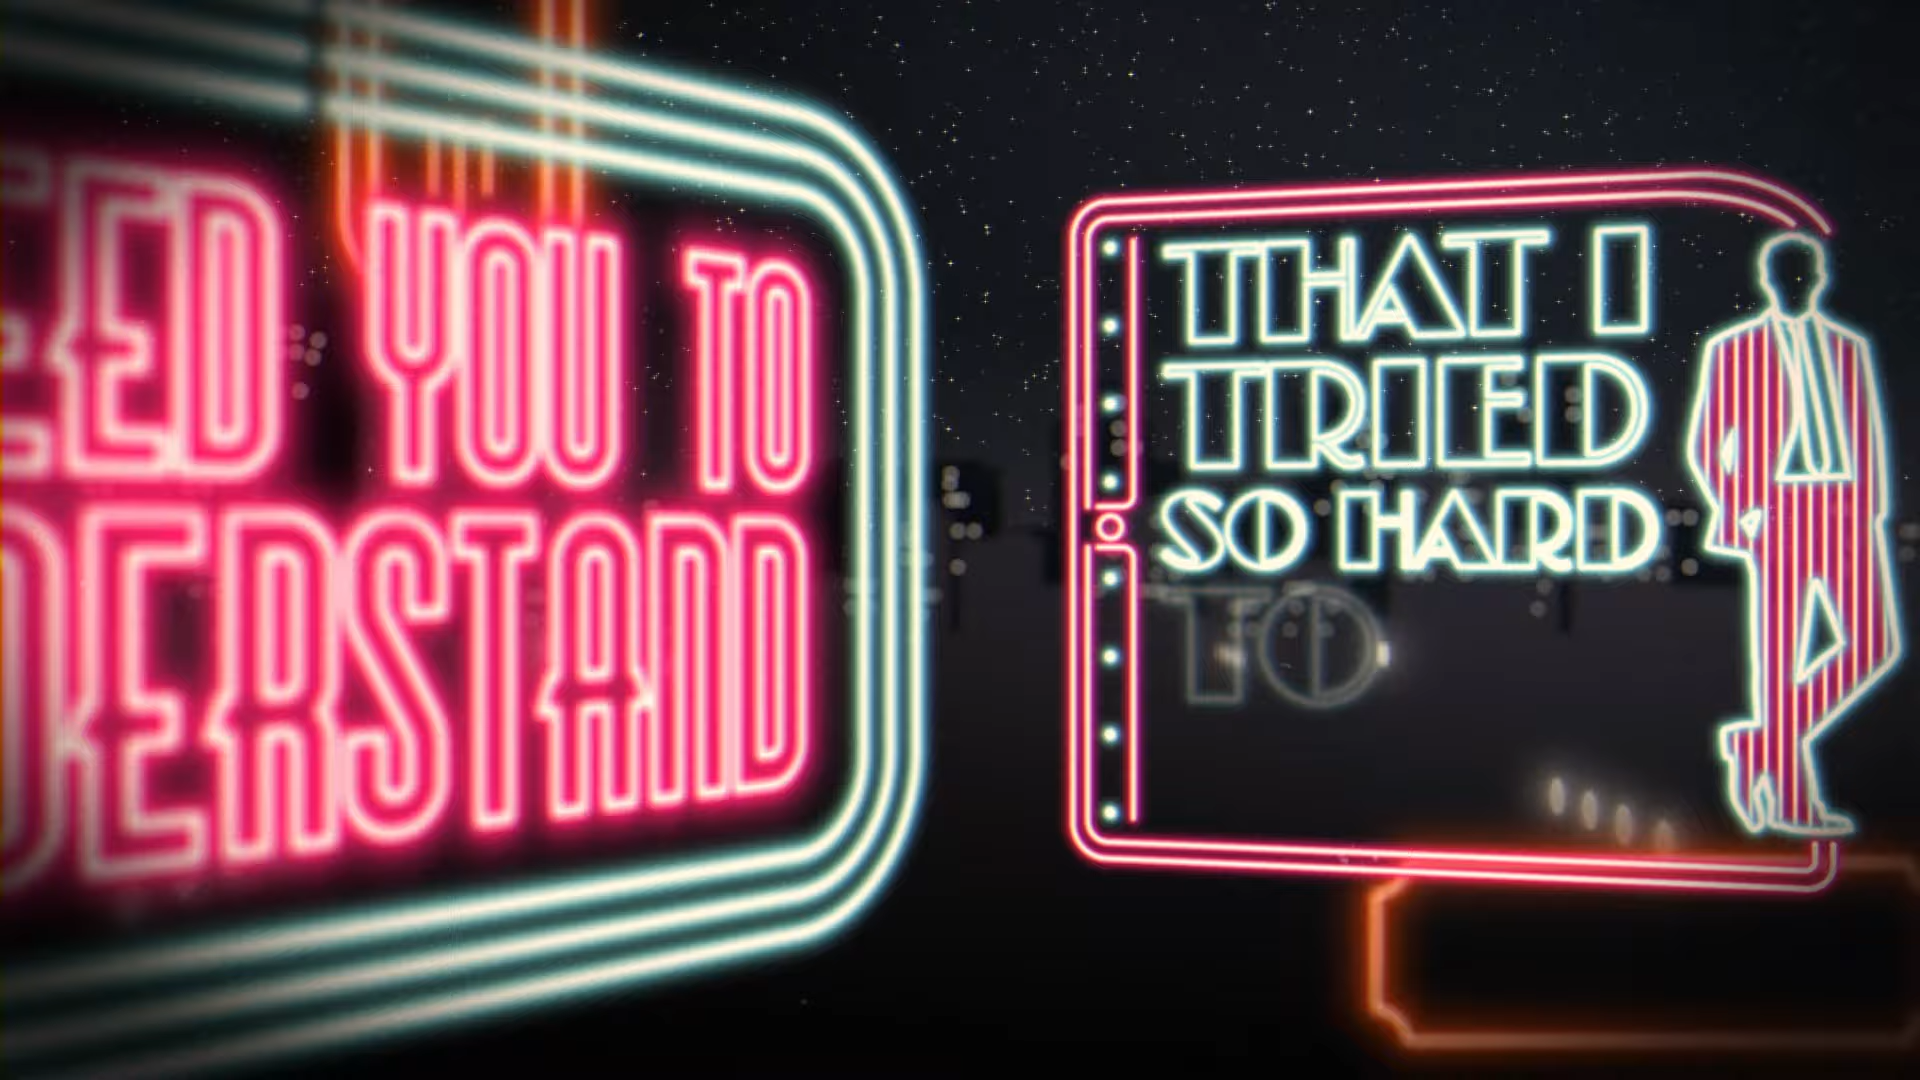 EED YOU TO
DERSTAND
THAT I
TRIED
SO HARD
TO